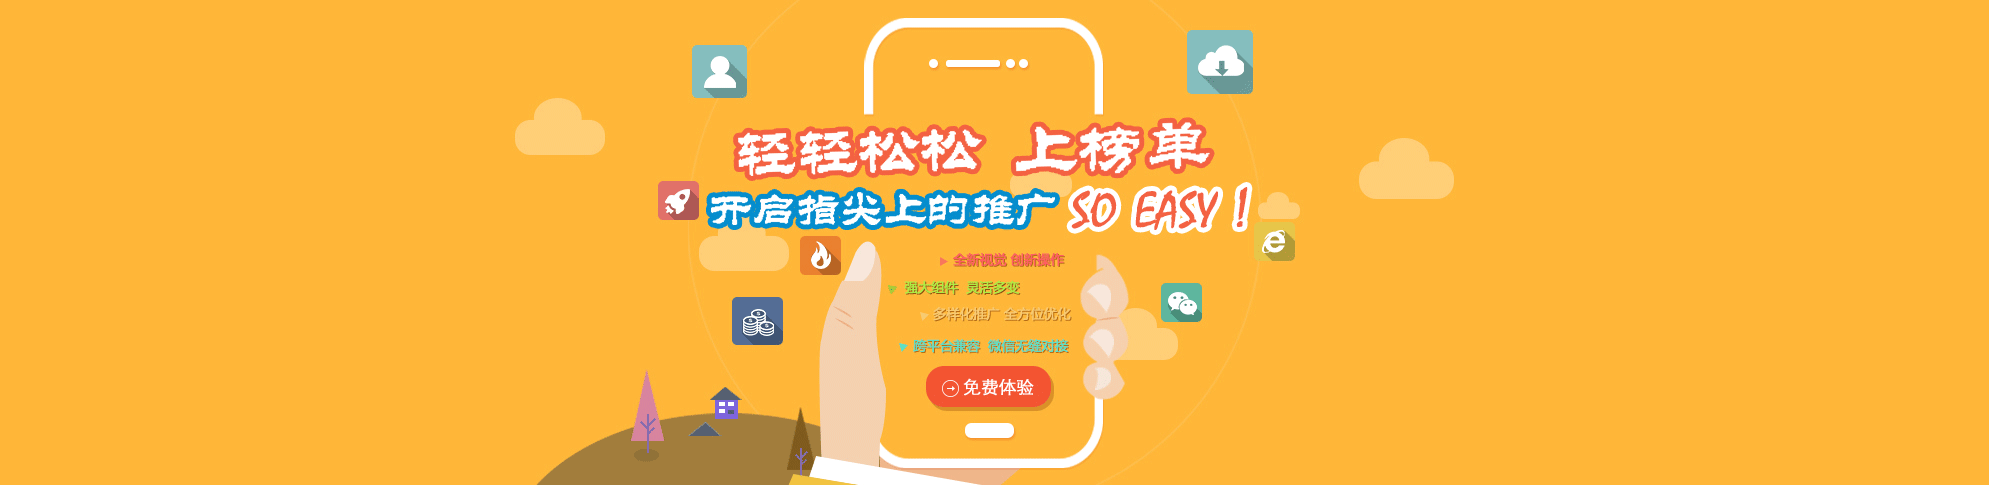 轻轻松松 上榜单
开启指尖上的推广 SO EASY！
全新视觉 创新操作
强大组件 灵活多变
多样化推广 全方位优化
跨平台兼容 微信无缝对接
免费体验